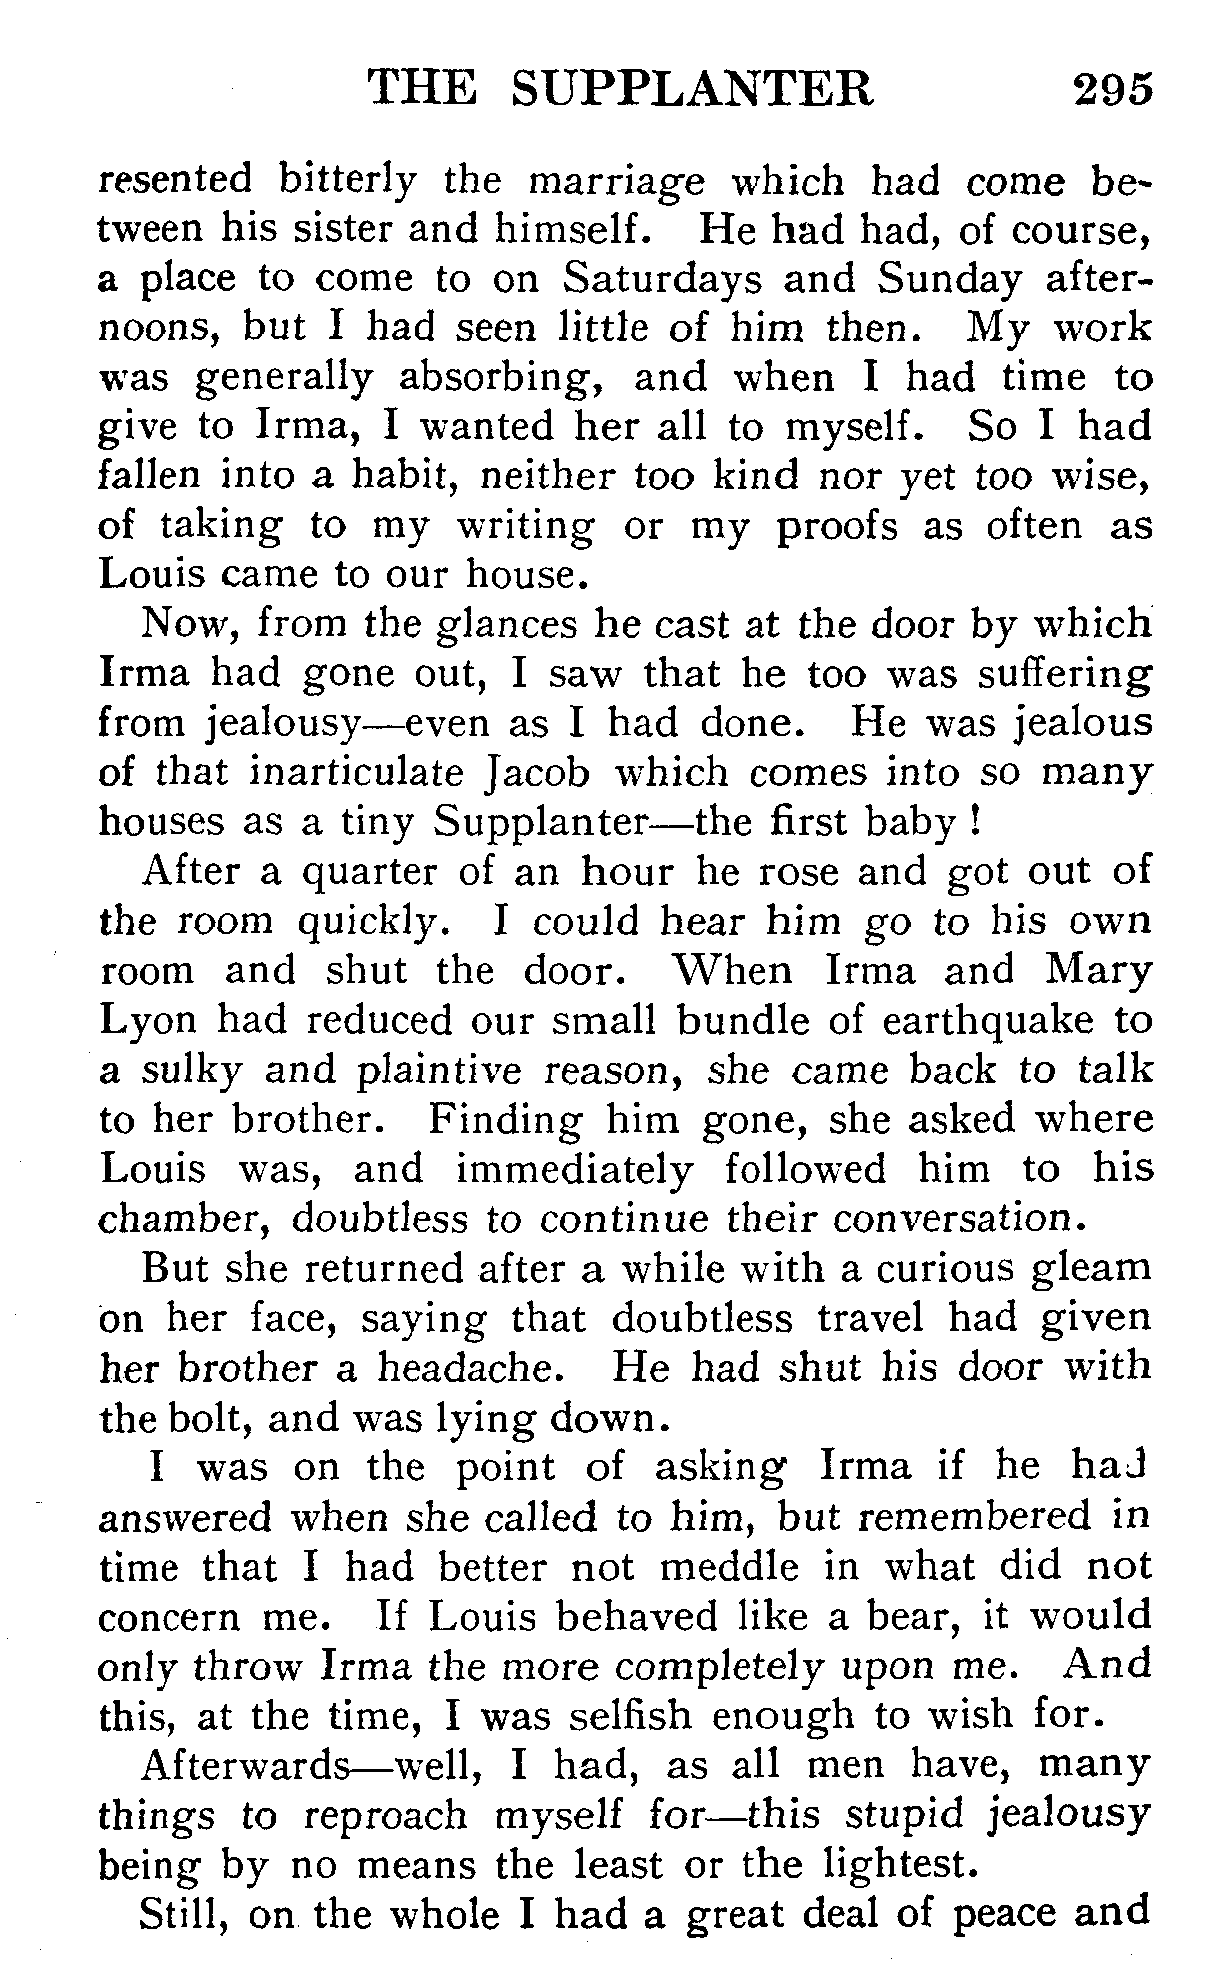 THE SUPPLANTER 295
resented bitterly the marriage which had come be-
tween his sister and himself. He had had, of course,
a place to come to on Saturdays and Sunday after-
noons, but I had seen little of him then. My work
was generally absorbing, and when I had time to
give to Irma, I wanted her all to myself. So I had
fallen into a habit, neither too kind nor yet too wise,
of taking to my writing or my proofs as often as
Louis came to our house.
Now, from the glances he cast at the door by which
Irma had gone out, I saw that he too was suffering
from jealousy—even as I had done. He was jealous
of that inarticulate Jacob which comes into so many
houses as a tiny Supplanter—the first baby!
After a quarter of an hour he rose and got out of
the room quickly. I could hear him go to his own
room and shut the door. When Irma and Mary
Lyon had reduced our small bundle of earthquake to
a sulky and plaintive reason, she came back to talk
to her brother. Finding him gone, she asked where
Louis was, and immediately followed him to his
chamber, doubtless to continue their conversation.
But she returned after a while with a curious gleam
on her face, saying that doubtless travel had given
her brother a headache. He had shut his door with
the bolt, and was lying down.
I was on the point of asking Irma if he had
answered when she called to him, but remembered in
time that I had better not meddle in what did not
concern me. If Louis behaved like a bear, it would
only throw Irma the more completely upon me. And
this, at the time, I was selfish enough to wish for.
Afterwards—well, I had, as all men have, many
things to reproach myself for—this stupid jealousy
being by no means the least or the lightest.
Still, on the whole I had a great deal of peace and